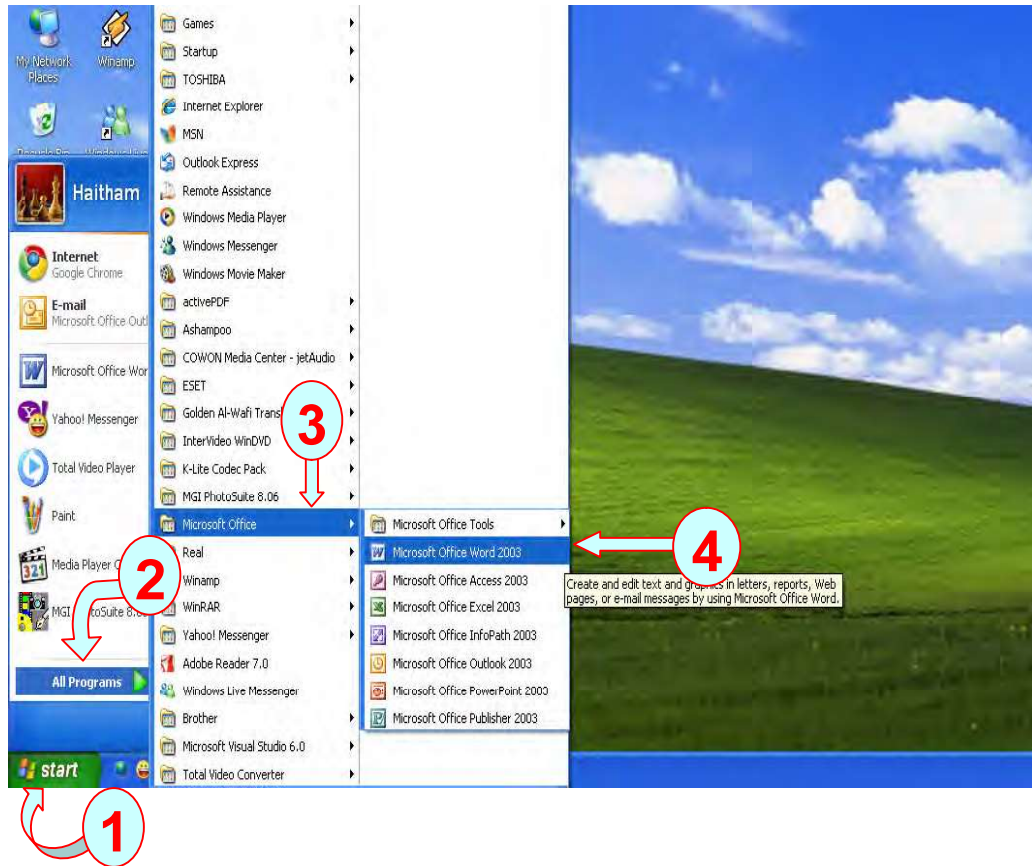 My Network
Places
Winamp
Haitham
Internet
Google Chrome
E-mail
Microsoft Office Outl
Microsoft Office Wor
Yahoo! Messenger
Total Video Player
Paint
Media Player
MGI
Suite 8.0
All Programs
start
Games
Startup
TOSHIBA
Internet Explorer
MSN
Outlook Express
Remote Assistance
Windows Media Player
Windows Messenger
Windows Movie Maker
activePDF
Ashampoo
COWON Media Center - jetAudio
ESET
Golden Al-Wafi Transl
InterVideo WinDVD
K-Lite Codec Pack
MGI PhotoSuite 8.06
Microsoft Office
Real
Winamp
WinRAR
Yahoo! Messenger
Adobe Reader 7.0
Windows Live Messenger
Brother
Microsoft Visual Studio 6.0
Total Video Converter
Microsoft Office Tools
Microsoft Office Word 2003
Microsoft Office Access 2003
Microsoft Office Excel 2003
Microsoft Office InfoPath 2003
Microsoft Office Outlook 2003
Microsoft Office PowerPoint 2003
Microsoft Office Publisher 2003
Create and edit text and graphics in letters, reports, Web
pages, or e-mail messages by using Microsoft Office Word.
321
1
2
3
4